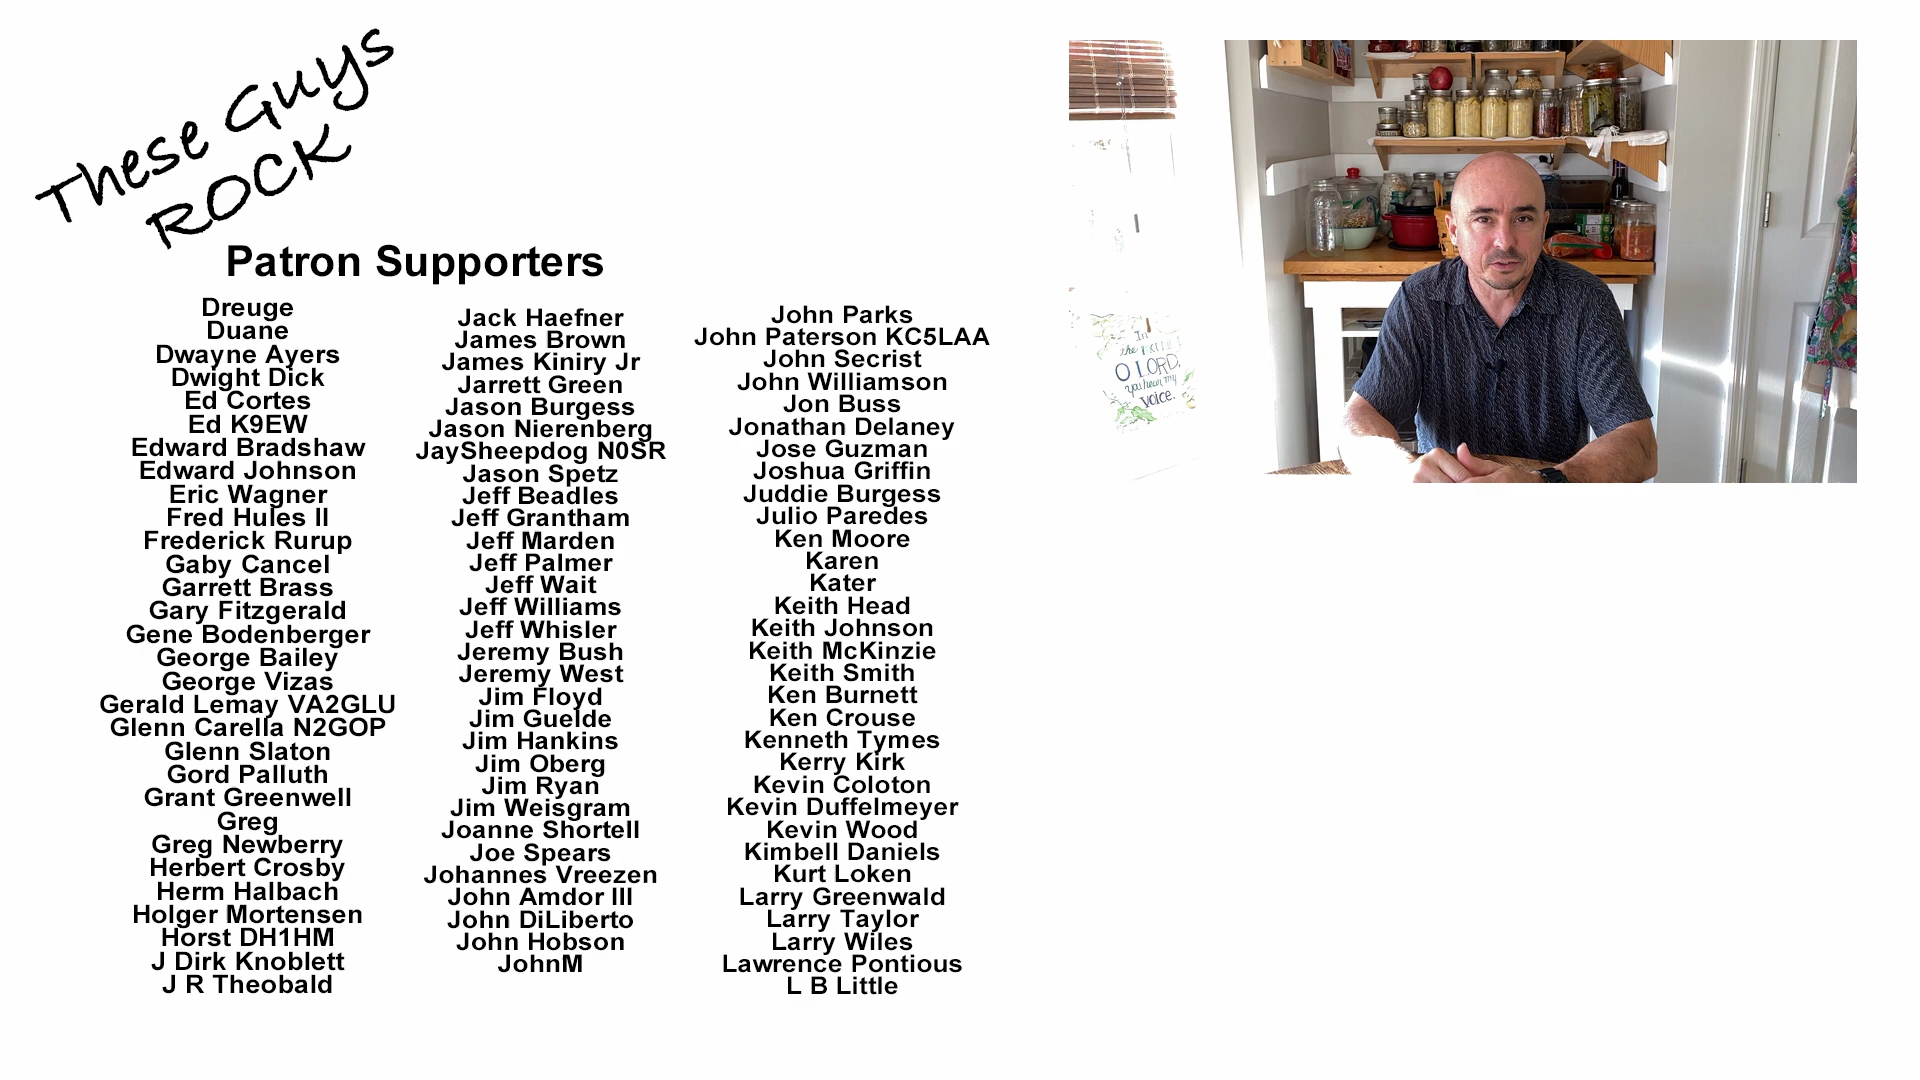 These Guys
ROCK
Patron Supporters
Dreuge
Duane
Dwayne Ayers
Dwight Dick
Ed Cortes
Ed K9EW
Edward Bradshaw
Edward Johnson
Eric Wagner
Fred Hules II
Frederick Rurup
Gaby Cancel
Garrett Brass
Gary Fitzgerald
Gene Bodenberger
George Bailey
George Vizas
Gerald Lemay VA2GLU
Glenn Carella N2GOP
Glenn Slaton
Gord Palluth
Grant Greenwell
Greg
Greg Newberry
Herbert Crosby
Herm Halbach
Holger Mortensen
Horst DH1HM
J Dirk Knoblett
J R Theobald
Jack Haefner
James Brown
James Kiniry Jr
Jarrett Green
Jason Burgess
Jason Nierenberg
JaySheepdog N0SR
Jason Spetz
Jeff Beadles
Jeff Grantham
Jeff Marden
Jeff Palmer
Jeff Wait
Jeff Williams
Jeff Whisler
Jeremy Bush
Jeremy West
Jim Floyd
Jim Guelde
Jim Hankins
Jim Oberg
Jim Ryan
Jim Weisgram
Joanne Shortell
Joe Spears
Johannes Vreezen
John Amdor III
John DiLiberto
John Hobson
JohnM
John Parks
John Paterson KC5LAA
John Secrist
John Williamson
Jon Buss
Jonathan Delaney
Jose Guzman
Joshua Griffin
Juddie Burgess
Julio Paredes
Ken Moore
Karen
Kater
Keith Head
Keith Johnson
Keith McKinzie
Keith Smith
Ken Burnett
Ken Crouse
Kenneth Tymes
Kerry Kirk
Kevin Coloton
Kevin Duffelmeyer
Kevin Wood
Kimbell Daniels
Kurt Loken
Larry Greenwald
Larry Taylor
Larry Wiles
Lawrence Pontious
L B Little
In
the
O LORD,
you hear my
voice.